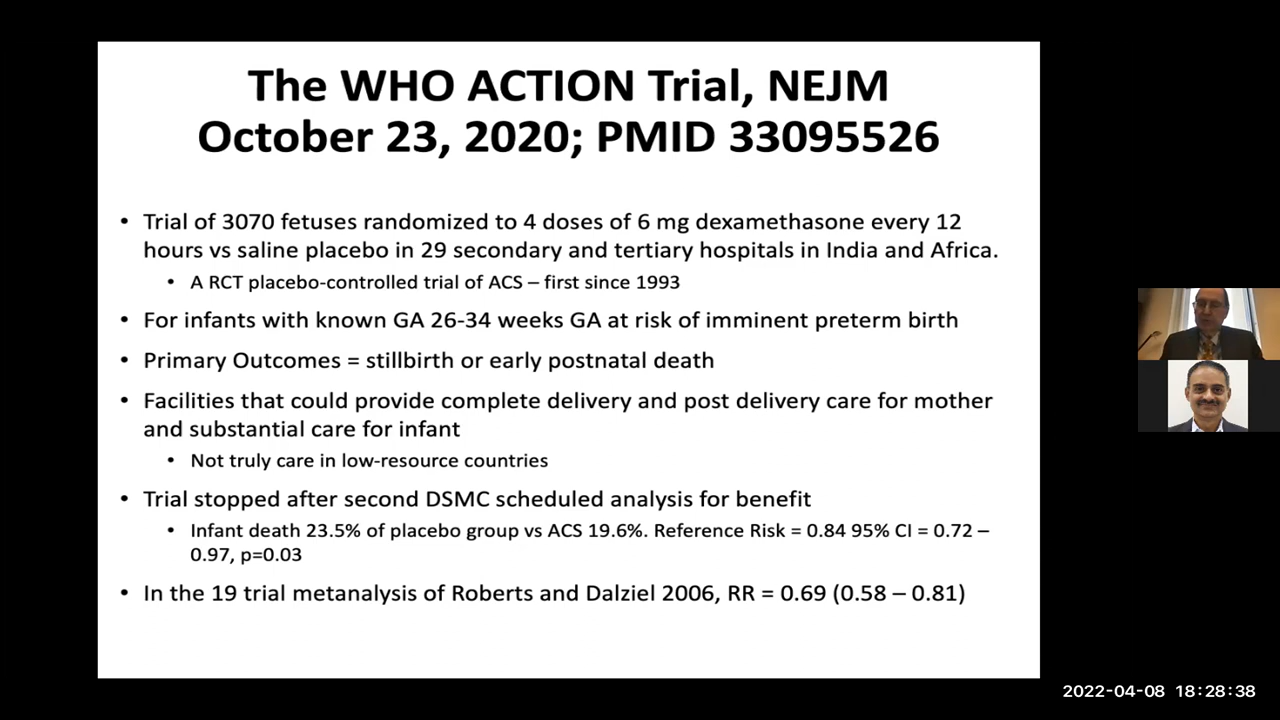 The WHO ACTION Trial, NEJM
October 23, 2020; PMID 33095526
• Trial of 3070 fetuses randomized to 4 doses of 6 mg dexamethasone every 12
hours vs saline placebo in 29 secondary and tertiary hospitals in India and Africa.
• A RCT placebo-controlled trial of ACS – first since 1993
• For infants with known GA 26-34 weeks GA at risk of imminent preterm birth
• Primary Outcomes = stillbirth or early postnatal death
• Facilities that could provide complete delivery and post delivery care for mother
and substantial care for infant
• Not truly care in low-resource countries
• Trial stopped after second DSMC scheduled analysis for benefit
• Infant death 23.5% of placebo group vs ACS 19.6%. Reference Risk = 0.84 95% CI = 0.72 –
0.97, p=0.03
• In the 19 trial metanalysis of Roberts and Dalziel 2006, RR = 0.69 (0.58 – 0.81)
2022-04-08 18:28:38